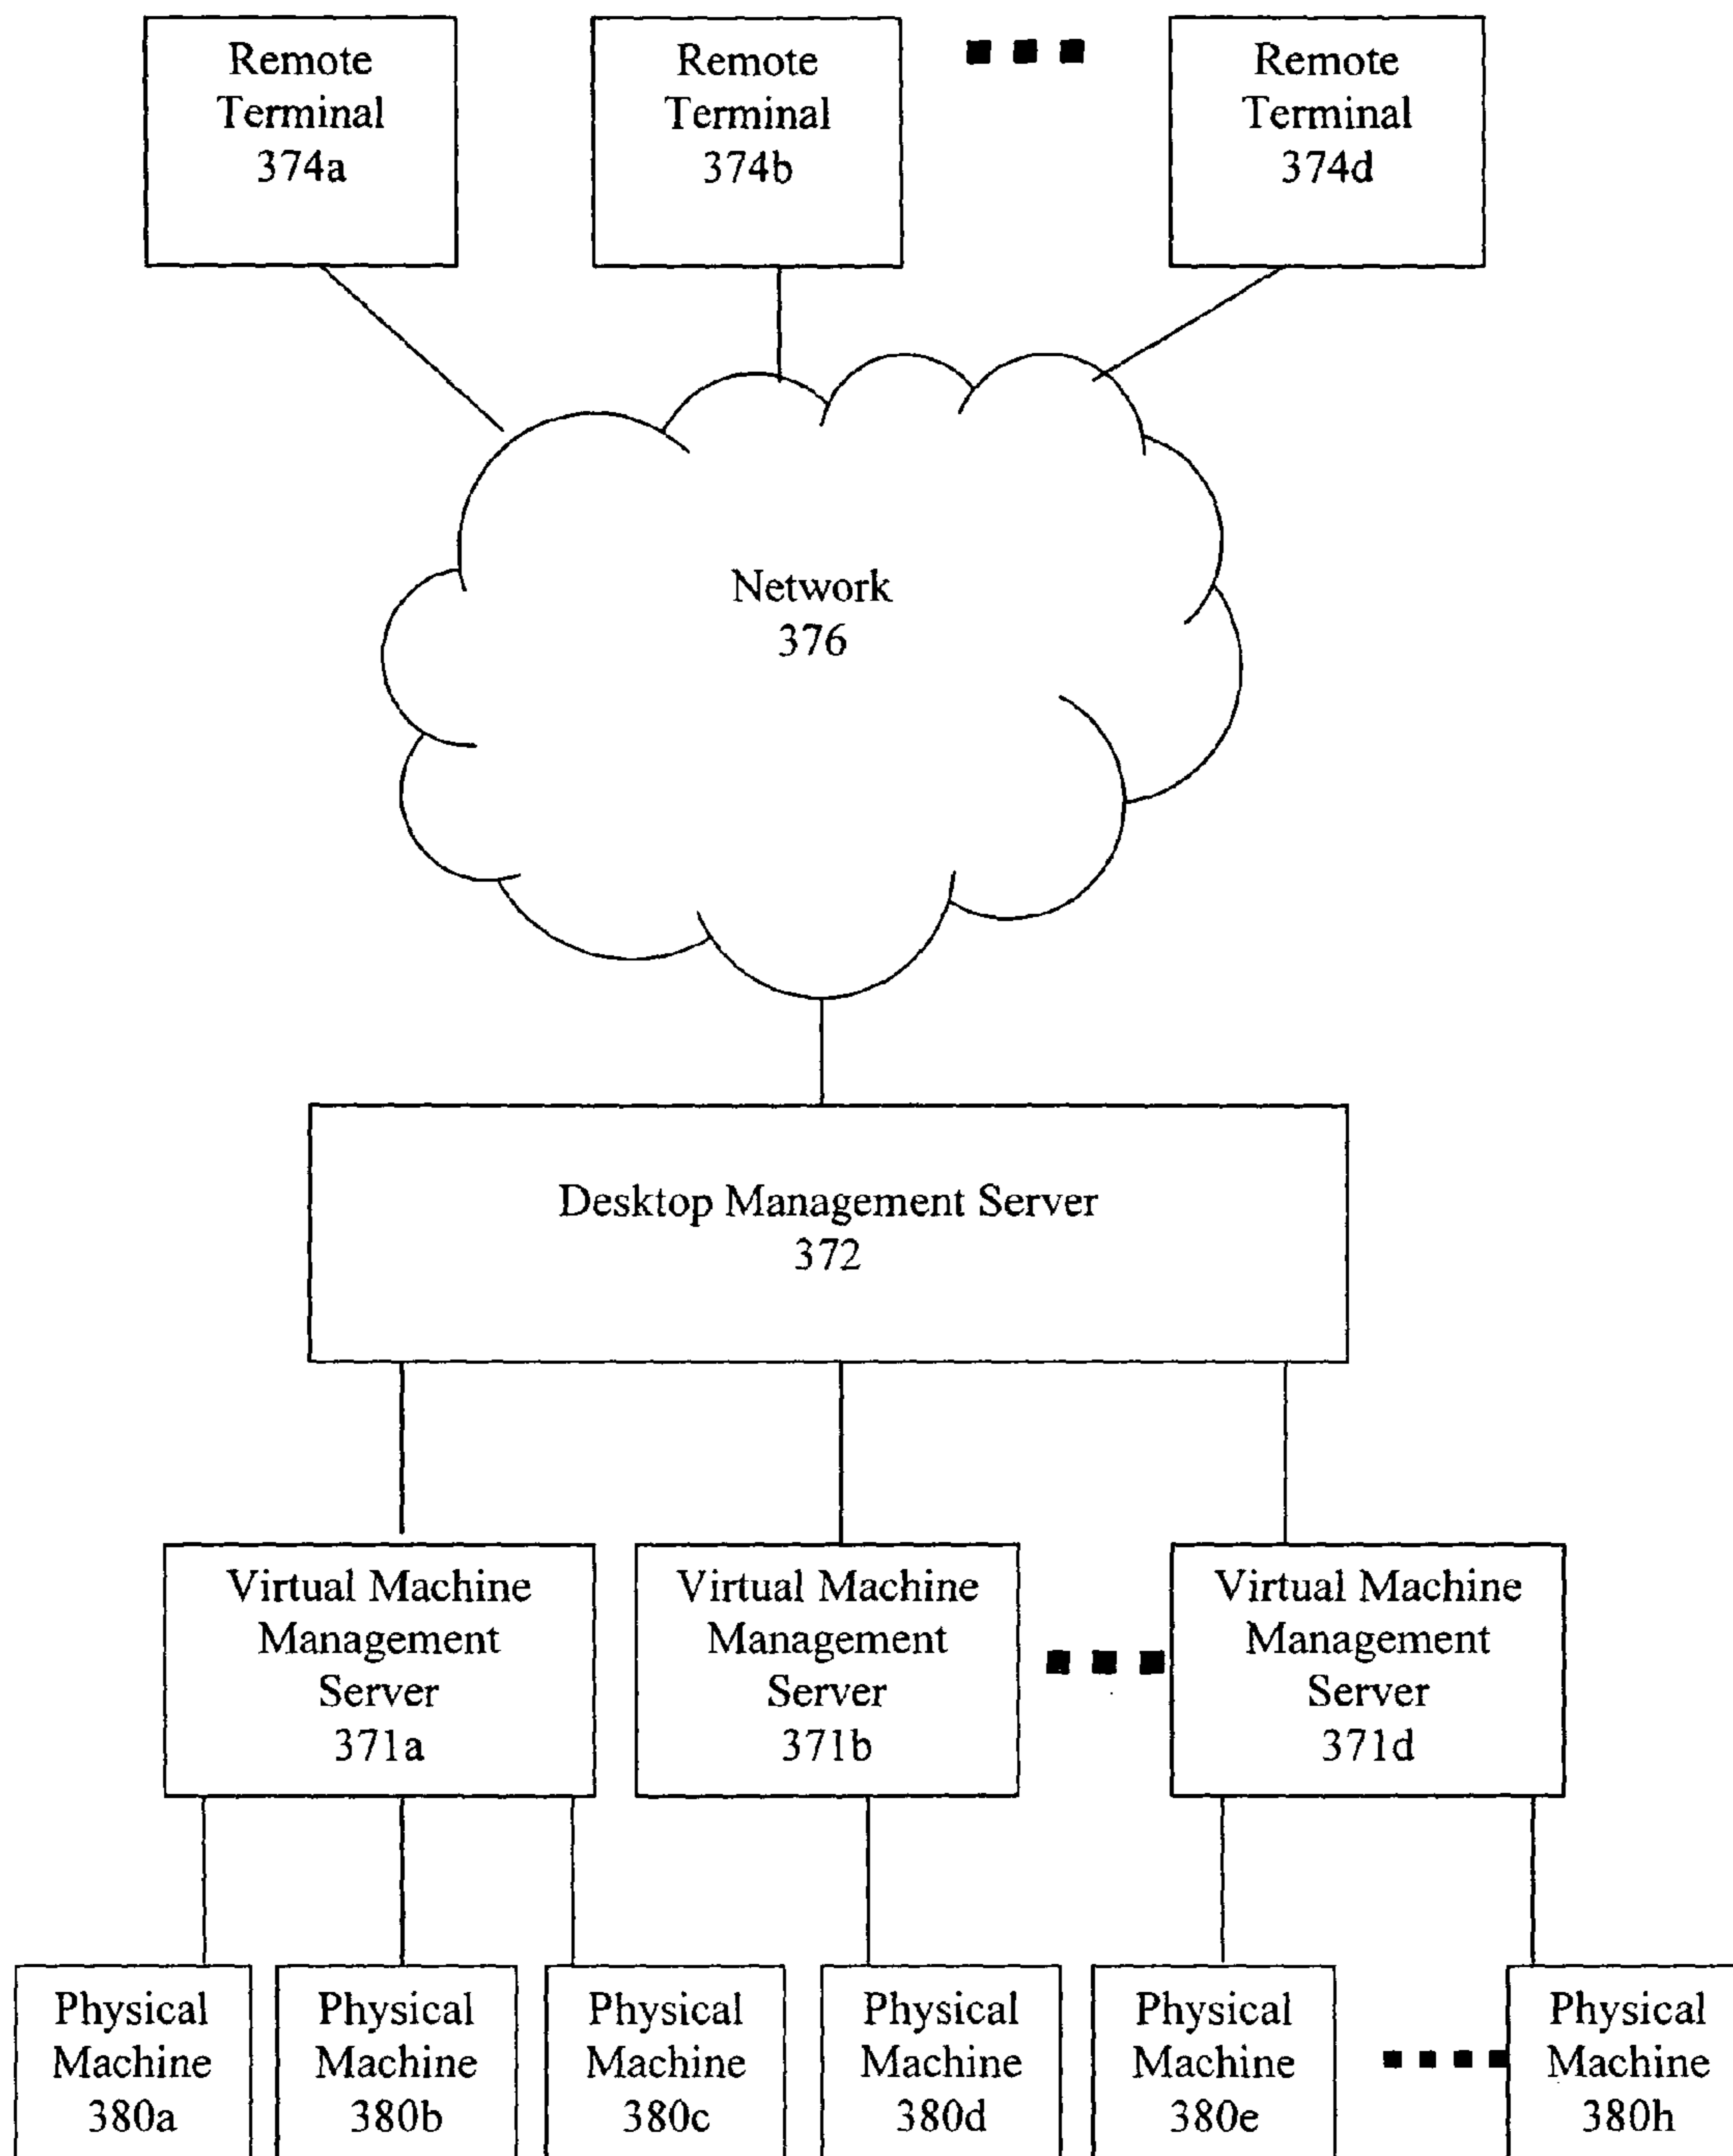 Remote
Terminal
374a
Remote
Terminal
374b
Remote
Terminal
374d
Network
376
Desktop Management Server
372
Virtual Machine
Management
Server
371a
Virtual Machine
Management
Server
371b
Virtual Machine
Management
Server
371d
Physical
Machine
380a
Physical
Machine
380b
Physical
Machine
380c
Physical
Machine
380d
Physical
Machine
380e
Physical
Machine
380h